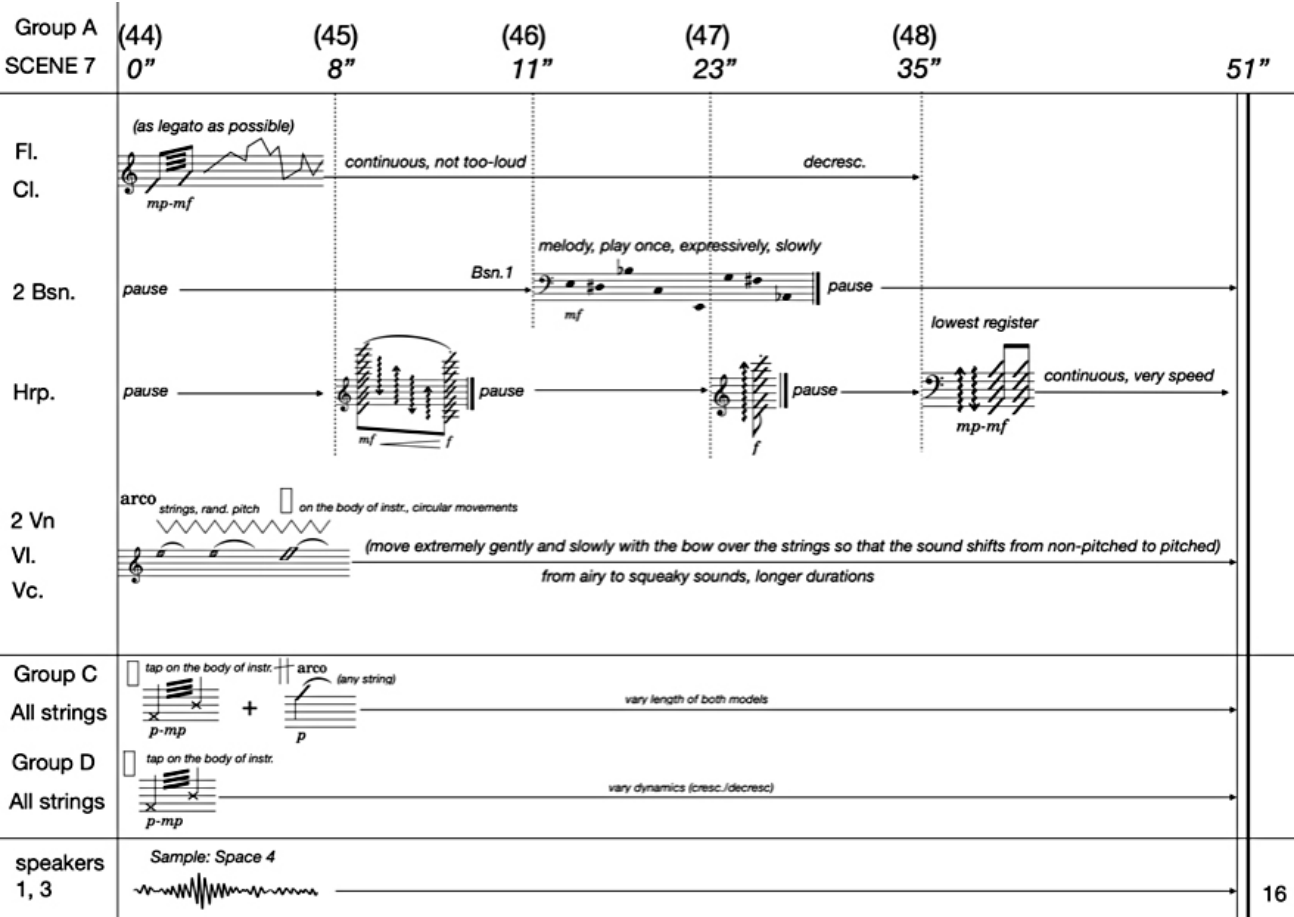 Group A (44) (45) (46) (47) (48)
SCENE 7 0” 8” 11” 23” 35” 51”
(as legato as possible)
Fl.
Cl.
continuous, not too-loud
decresc.
mp-mf
melody, play once, expressively, slowly
2 Bsn.
pause
Bsn.1
mf
pause
lowest register
Hrp.
pause
mf f
pause
f
pause
continuous, very speed
mp-mf
arco strings, rand. pitch on the body of instr., circular movements
2 Vn
Vl.
Vc.
(move extremely gently and slowly with the bow over the strings so that the sound shifts from non-pitched to pitched)
from airy to squeaky sounds, longer durations
Group C
All strings
tap on the body of instr. arco
(any string)
+
p-mp
p
vary length of both models
Group D
All strings
tap on the body of instr.
p-mp
vary dynamics (cresc./decresc)
speakers
1, 3
Sample: Space 4
16